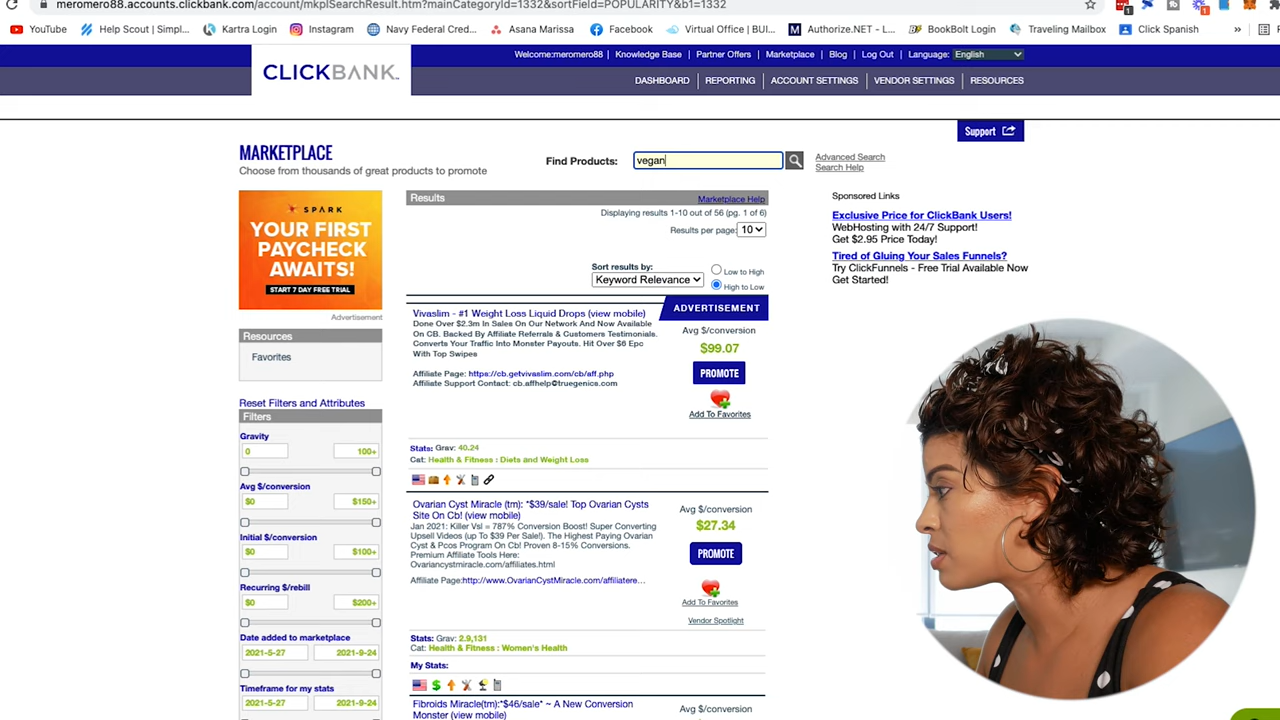 meromero88.accounts.clickbank.com/account/mkplSearchResult.htm?mainCategoryId=1332&sortField=POPULARITY&b1=1332
YouTube Help Scout | Simpl... Kartra Login Instagram Navy Federal Cred... Asana Marissa Facebook Virtual Office | BUI... Authorize.NET - L... BookBolt Login Traveling Mailbox Click Spanish »
Welcome:meromero88 | Knowledge Base | Partner Offers | Marketplace | Blog | Log Out | Language: English
CLICKBANK
DASHBOARD | REPORTING | ACCOUNT SETTINGS | VENDOR SETTINGS | RESOURCES
Support
MARKETPLACE
Choose from thousands of great products to promote
Find Products: vegan
Advanced Search
Search Help
SPARK
YOUR FIRST
PAYCHECK
AWAITS!
START 7 DAY FREE TRIAL
Advertisement
Resources
Favorites
Reset Filters and Attributes
Filters
Gravity
0 100+
Avg $/conversion
$0 $150+
Initial $/conversion
$0 $100+
Recurring $/rebill
$0 $200+
Date added to marketplace
2021-5-27 2021-9-24
Timeframe for my stats
2021-5-27 2021-9-24
Results Marketplace Help
Displaying results 1-10 out of 56 (pg. 1 of 6)
Results per page: 10
Sort results by:
Keyword Relevance
Low to High
High to Low
Vivaslim - #1 Weight Loss Liquid Drops (view mobile)
Done Over $2.3m In Sales On Our Network And Now Available
On CB. Backed By Affiliate Referrals & Customers Testimonials.
Converts Your Traffic Into Monster Payouts. Hit Over $6 Epc
With Top Swipes
Affiliate Page: https://cb.getvivaslim.com/cb/aff.php
Affiliate Support Contact: cb.affhelp@truegenics.com
ADVERTISEMENT
Avg $/conversion
$99.07
PROMOTE
Add To Favorites
Stats: Grav: 40.24
Cat: Health & Fitness : Diets and Weight Loss
Ovarian Cyst Miracle (tm): *$39/sale! Top Ovarian Cysts
Site On Cb! (view mobile)
Jan 2021: Killer Vsl = 787% Conversion Boost! Super Converting
Upsell Videos (up To $39 Per Sale!). The Highest Paying Ovarian
Cyst & Pcos Program On Cb! Proven 8-15% Conversions.
Premium Affiliate Tools Here:
Ovariancystmiracle.com/affiliates.html
Affiliate Page:http://www.OvarianCystMiracle.com/affiliatere...
Avg $/conversion
$27.34
PROMOTE
Add To Favorites
Vendor Spotlight
Stats: Grav: 2.9,131
Cat: Health & Fitness : Women's Health
My Stats:
Fibroids Miracle(tm):*$46/sale* ~ A New Conversion
Monster (view mobile)
Avg $/conversion
Sponsored Links
Exclusive Price for ClickBank Users!
WebHosting with 24/7 Support!
Get $2.95 Price Today!
Tired of Gluing Your Sales Funnels?
Try ClickFunnels - Free Trial Available Now
Get Started!